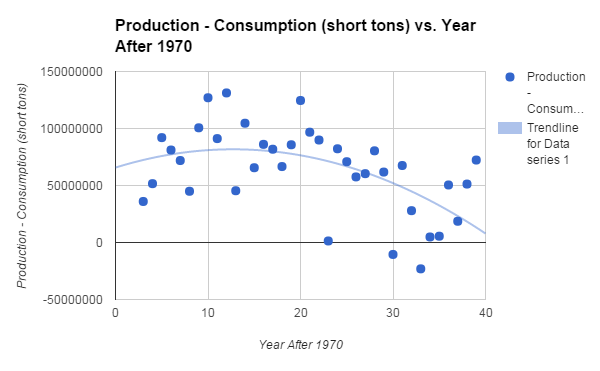 Production - Consumption (short tons) vs. Year
After 1970
Production - Consumption (short tons)
150000000
100000000
50000000
0
-50000000
0
10
20
30
40
Year After 1970
Production
-
Consum...
Trendline
for Data
series 1